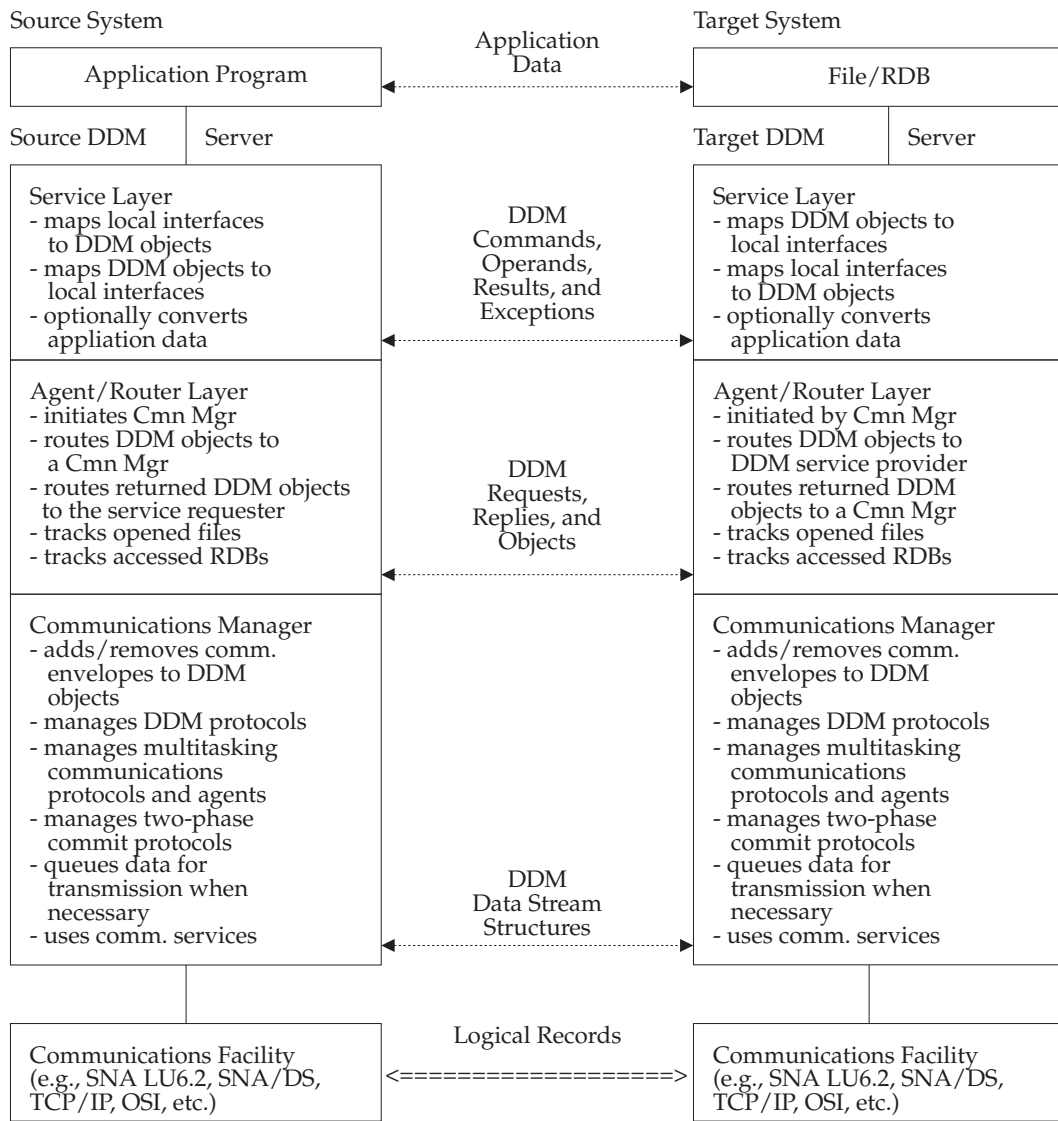 Source System
Target System
Application Program
Application
Data
File/RDB
Source DDM
Server
Target DDM
Server
Service Layer
- maps local interfaces
to DDM objects
- maps DDM objects to
local interfaces
- optionally converts
appliation data
DDM
Commands,
Operands,
Results, and
Exceptions
Service Layer
- maps DDM objects to
local interfaces
- maps local interfaces
to DDM objects
- optionally converts
application data
Agent/Router Layer
- initiates Cmn Mgr
- routes DDM objects to
a Cmn Mgr
- routes returned DDM objects
to the service requester
- tracks opened files
- tracks accessed RDBs
DDM
Requests,
Replies, and
Objects
Agent/Router Layer
- initiated by Cmn Mgr
- routes DDM objects to
DDM service provider
- routes returned DDM
objects to a Cmn Mgr
- tracks opened files
- tracks accessed RDBs
Communications Manager
- adds/removes comm.
envelopes to DDM
objects
- manages DDM protocols
- manages multitasking
communications
protocols and agents
- manages two-phase
commit protocols
- queues data for
transmission when
necessary
- uses comm. services
DDM
Data Stream
Structures
Communications Manager
- adds/removes comm.
envelopes to DDM
objects
- manages DDM protocols
- manages multitasking
communications
protocols and agents
- manages two-phase
commit protocols
- queues data for
transmission when
necessary
- uses comm. services
Communications Facility
(e.g., SNA LU6.2, SNA/DS,
TCP/IP, OSI, etc.)
Logical Records
<====================>
Communications Facility
(e.g., SNA LU6.2, SNA/DS,
TCP/IP, OSI, etc.)